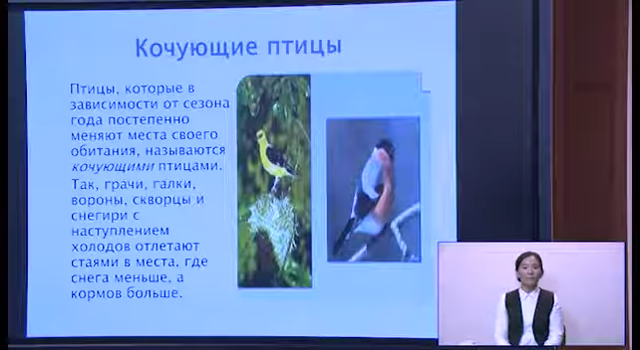 Кочующие птицы
Птицы, которые в
зависимости от сезона
года постепенно
меняют места своего
обитания, называются
кочующими птицами.
Так, грачи, галки,
вороны, скворцы и
снегири с
наступлением
холодов отлетают
стаями в места, где
снега меньше, а
кормов больше.